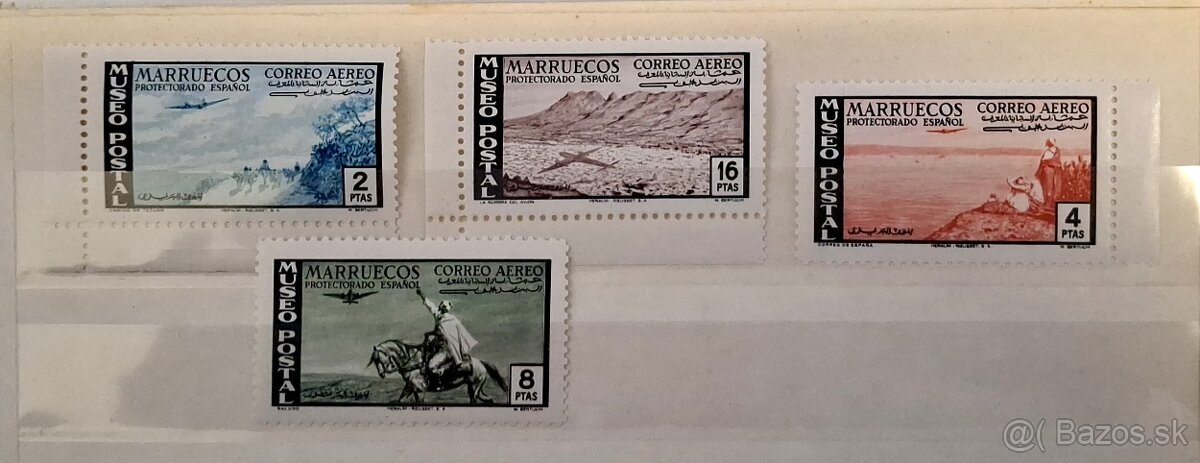 MUSEO POSTAL
MARRUECOS
PROTECTORADO ESPAÑOL
CORREO AEREO
2
PTAS
M. BERTUCHI
MUSEO POSTAL
MARRUECOS
PROTECTORADO ESPAÑOL
CORREO AEREO
16
PTAS
LA SOMBRA DEL AVION
M. BERTUCHI
MUSEO POSTAL
MARRUECOS
PROTECTORADO ESPAÑOL
CORREO AEREO
4
PTAS
CORREO DE ESPAÑA
M. BERTUCHI
MUSEO POSTAL
MARRUECOS
PROTECTORADO ESPAÑOL
CORREO AEREO
8
PTAS
SALUDO
M. BERTUCHI
@( Bazos.sk